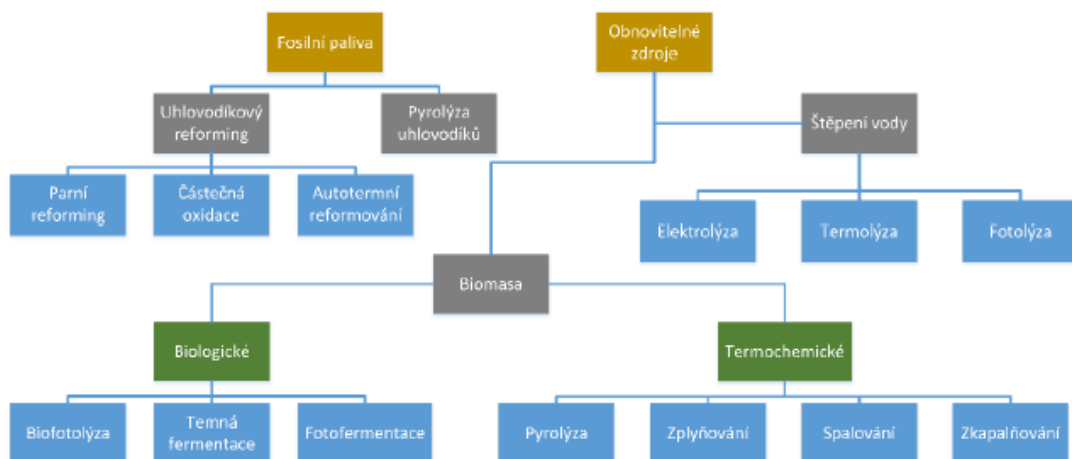 Fosilní paliva
Obnovitelné
zdroje
Uhlovodíkový
reforming
Pyrolýza
uhlovodíků
Štěpení vody
Parní
reforming
Částečná
oxidace
Autotermní
reformování
Elektrolýza
Termolýza
Fotolýza
Biomasa
Biologické
Termochemické
Biofotolýza
Temná
fermentace
Fotofermentace
Pyrolýza
Zplyňování
Spalování
Zkapalňování